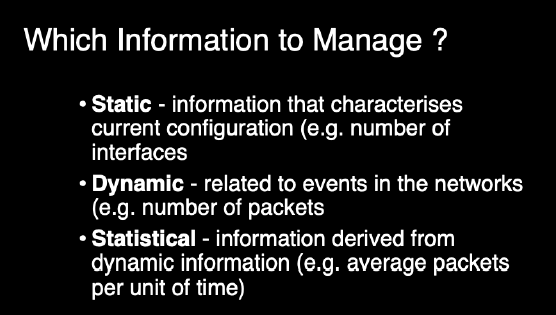 Which Information to Manage ?
• Static - information that characterises
current configuration (e.g. number of
interfaces
• Dynamic - related to events in the networks
(e.g. number of packets
• Statistical - information derived from
dynamic information (e.g. average packets
per unit of time)